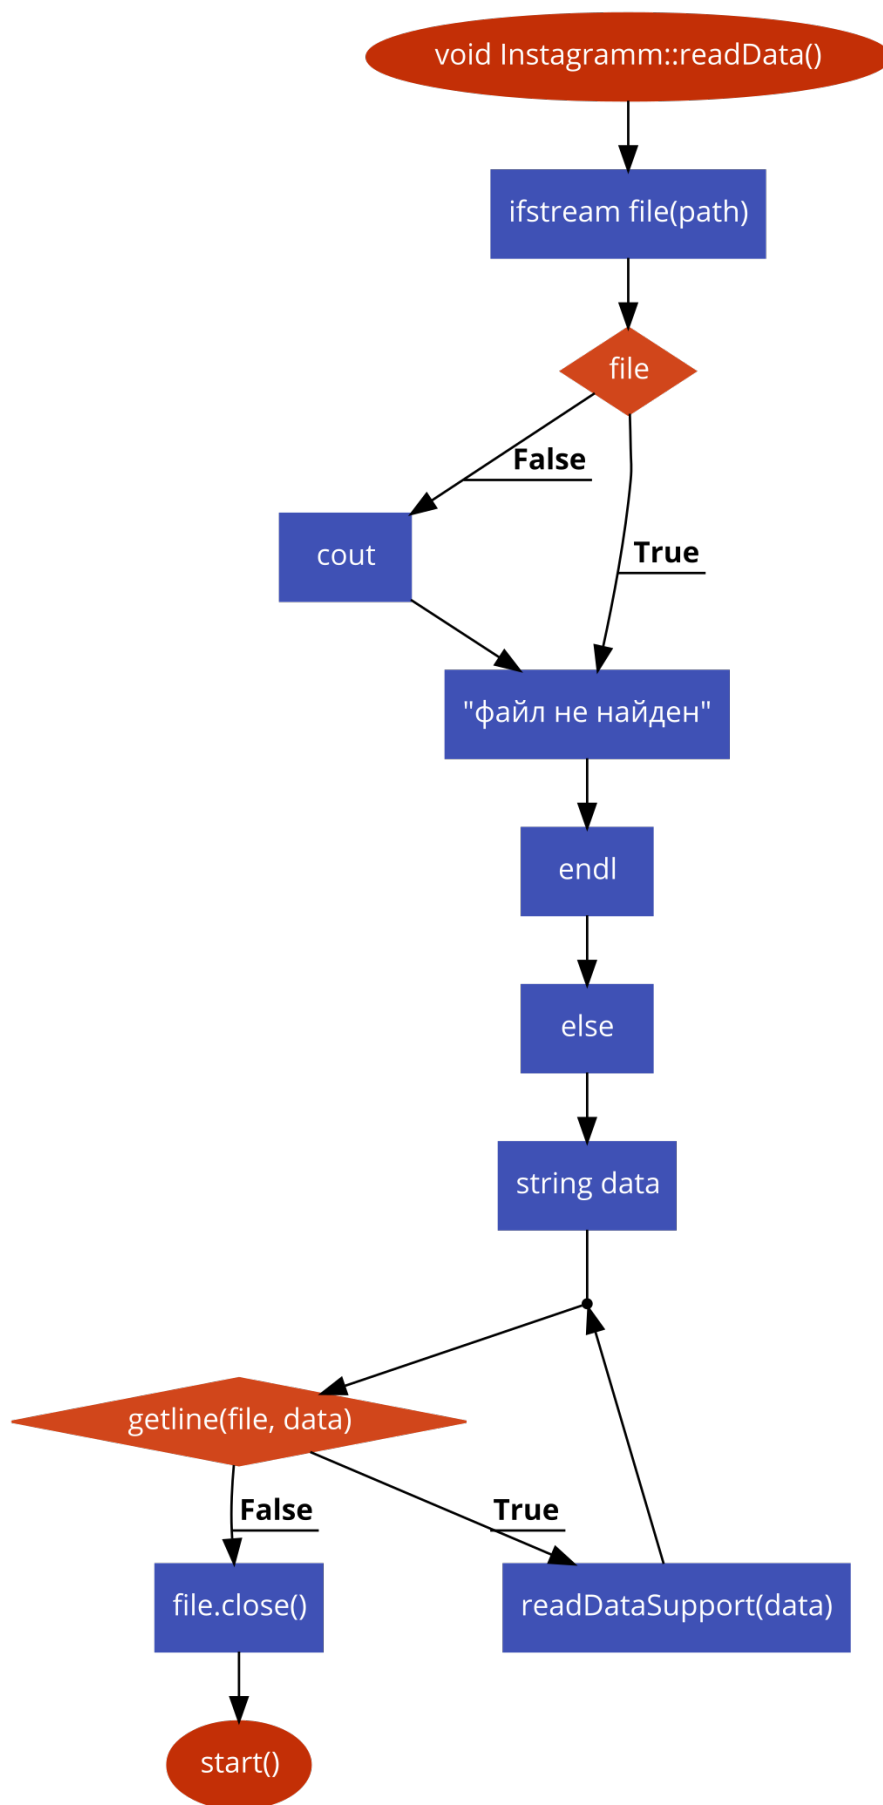 void Instagramm::readData()
ifstream file(path)
file
False
cout
True
"файл не найден"
endl
else
string data
getline(file, data)
False
True
file.close()
readDataSupport(data)
start()